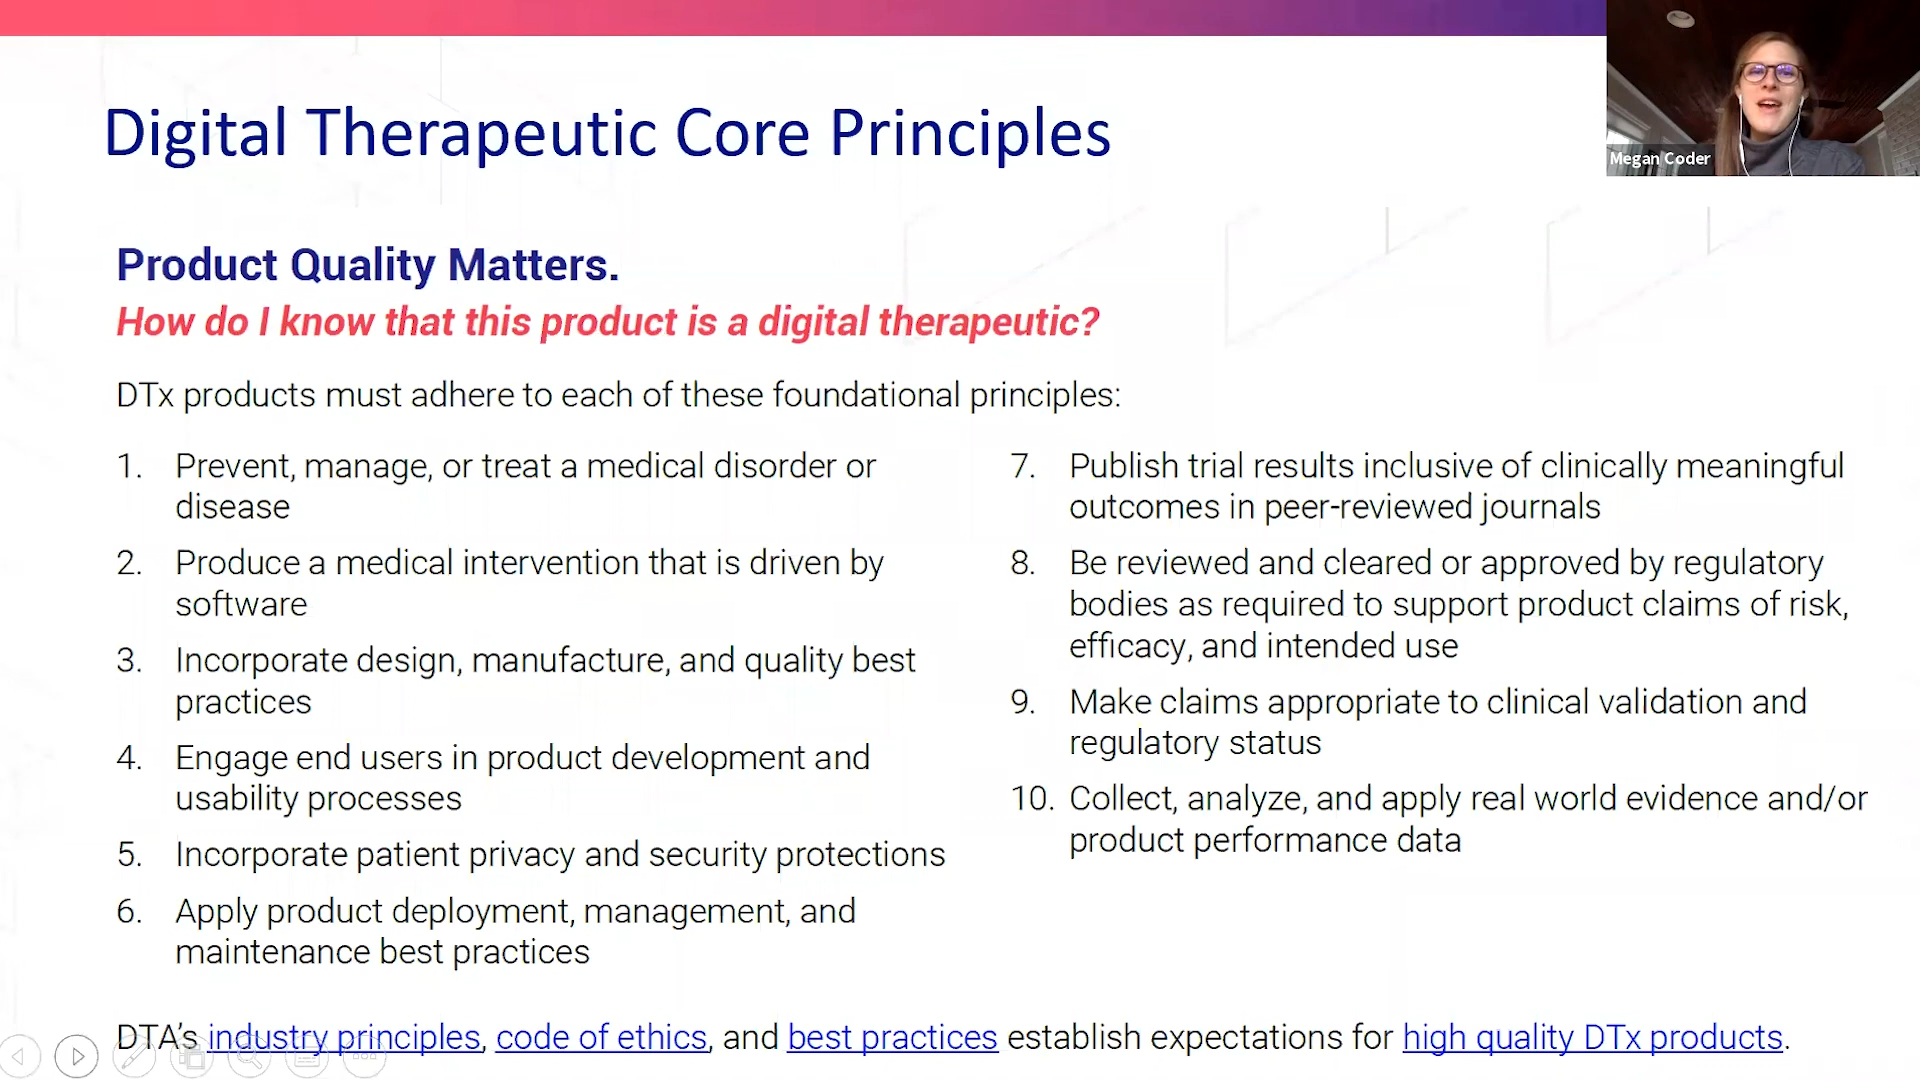 Digital Therapeutic Core Principles
Megan Coder
Product Quality Matters.
How do I know that this product is a digital therapeutic?
DTx products must adhere to each of these foundational principles:
1. Prevent, manage, or treat a medical disorder or
disease
2. Produce a medical intervention that is driven by
software
3. Incorporate design, manufacture, and quality best
practices
4. Engage end users in product development and
usability processes
5. Incorporate patient privacy and security protections
6. Apply product deployment, management, and
maintenance best practices
7. Publish trial results inclusive of clinically meaningful
outcomes in peer-reviewed journals
8. Be reviewed and cleared or approved by regulatory
bodies as required to support product claims of risk,
efficacy, and intended use
9. Make claims appropriate to clinical validation and
regulatory status
10. Collect, analyze, and apply real world evidence and/or
product performance data
DTA's industry principles, code of ethics, and best practices establish expectations for high quality DTx products.